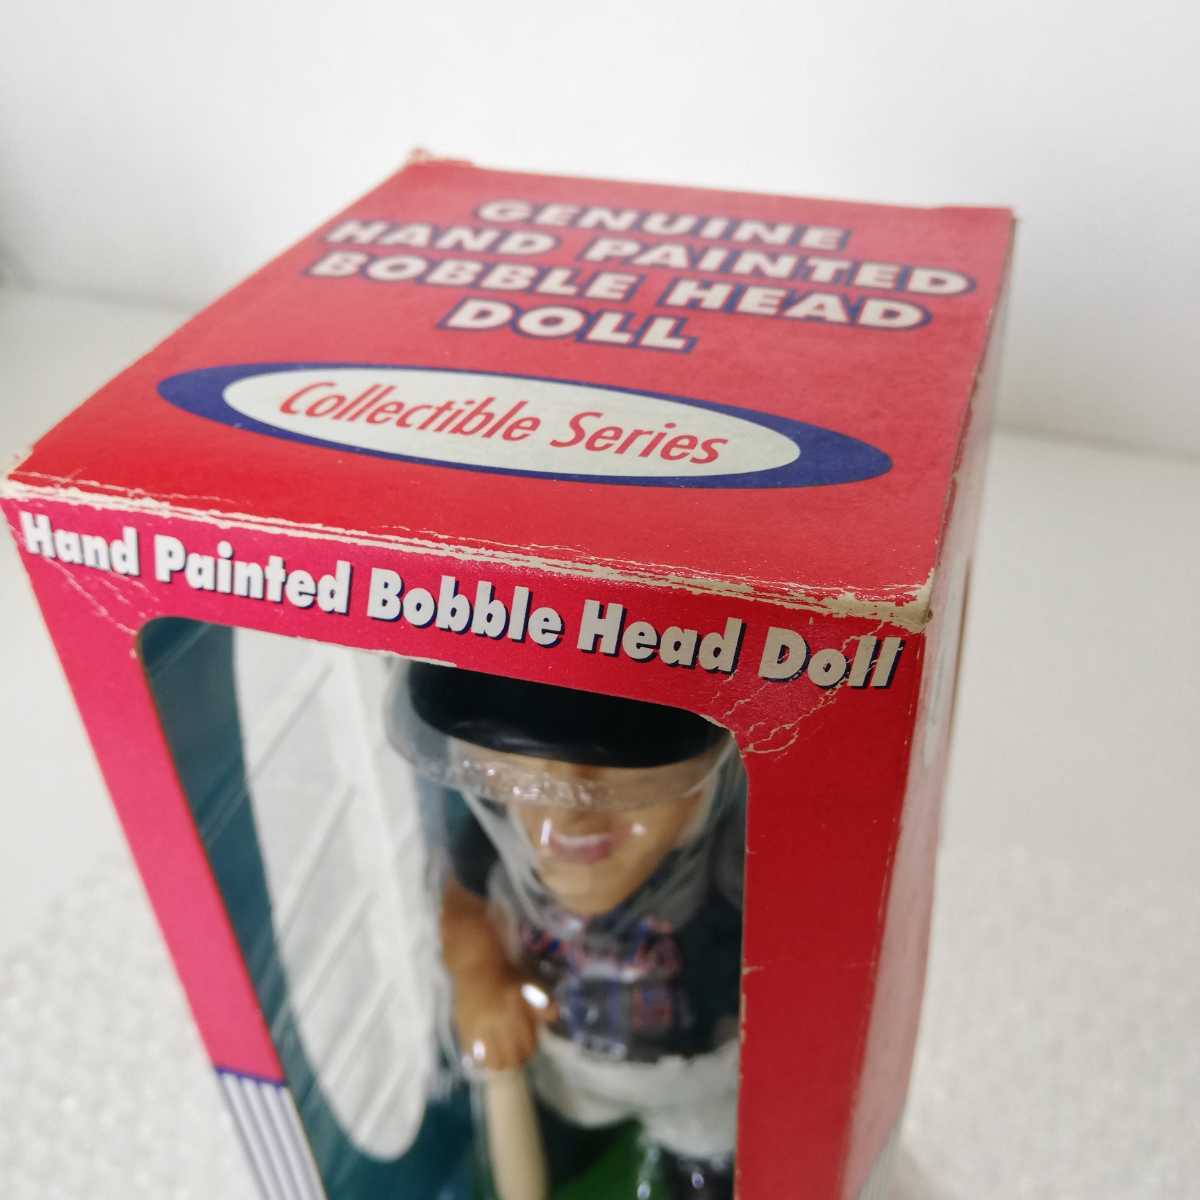 GENUINE
HAND PAINTED
BOBBLE HEAD
DOLL
Collectible Series
Hand Painted Bobble Head Doll